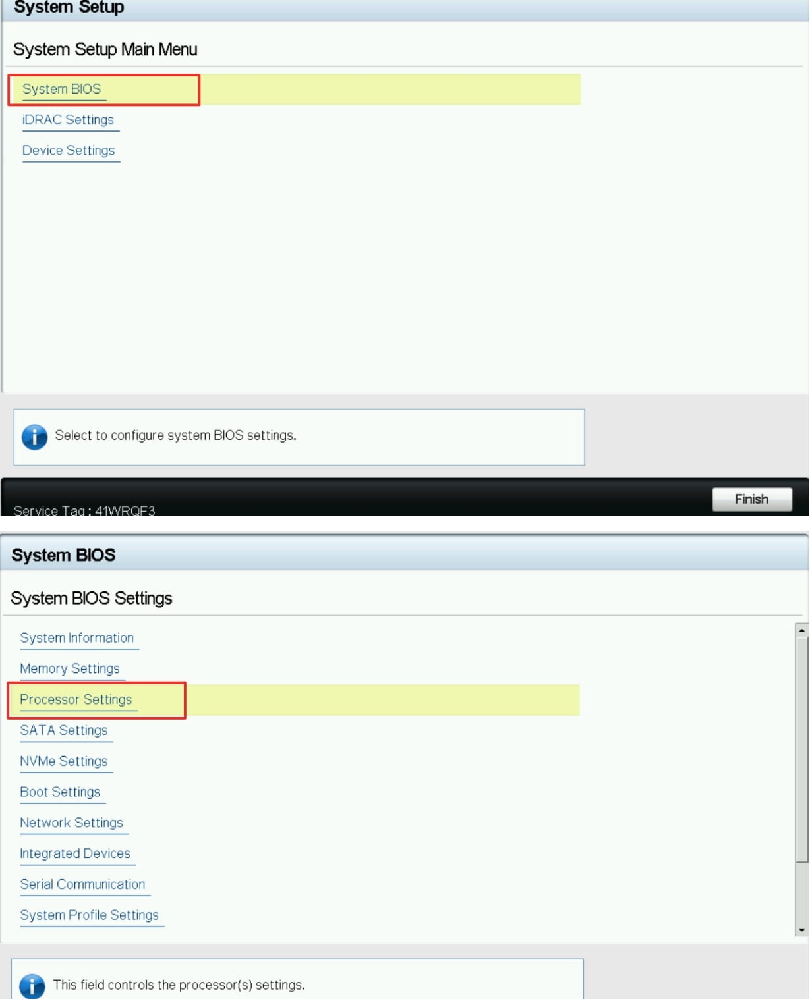 System Setup
System Setup Main Menu
System BIOS
iDRAC Settings
Device Settings
Select to configure system BIOS settings.
Finish
Service Tag : 41WRQF3
System BIOS
System BIOS Settings
System Information
Memory Settings
Processor Settings
SATA Settings
NVMe Settings
Boot Settings
Network Settings
Integrated Devices
Serial Communication
System Profile Settings
This field controls the processor(s) settings.